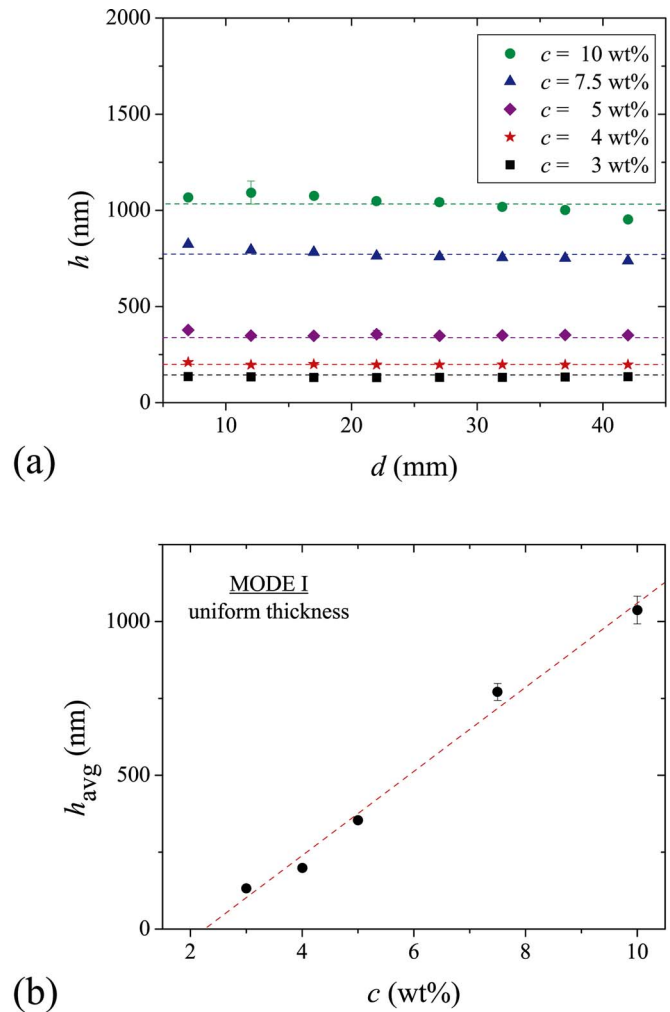 2000
1500
1000
500
0
h (nm)
c = 10 wt%
c = 7.5 wt%
c = 5 wt%
c = 4 wt%
c = 3 wt%
10 20 30 40
d (mm)
(a)
MODE I
uniform thickness
1000
500
0
havg (nm)
2 4 6 8 10
c (wt%)
(b)